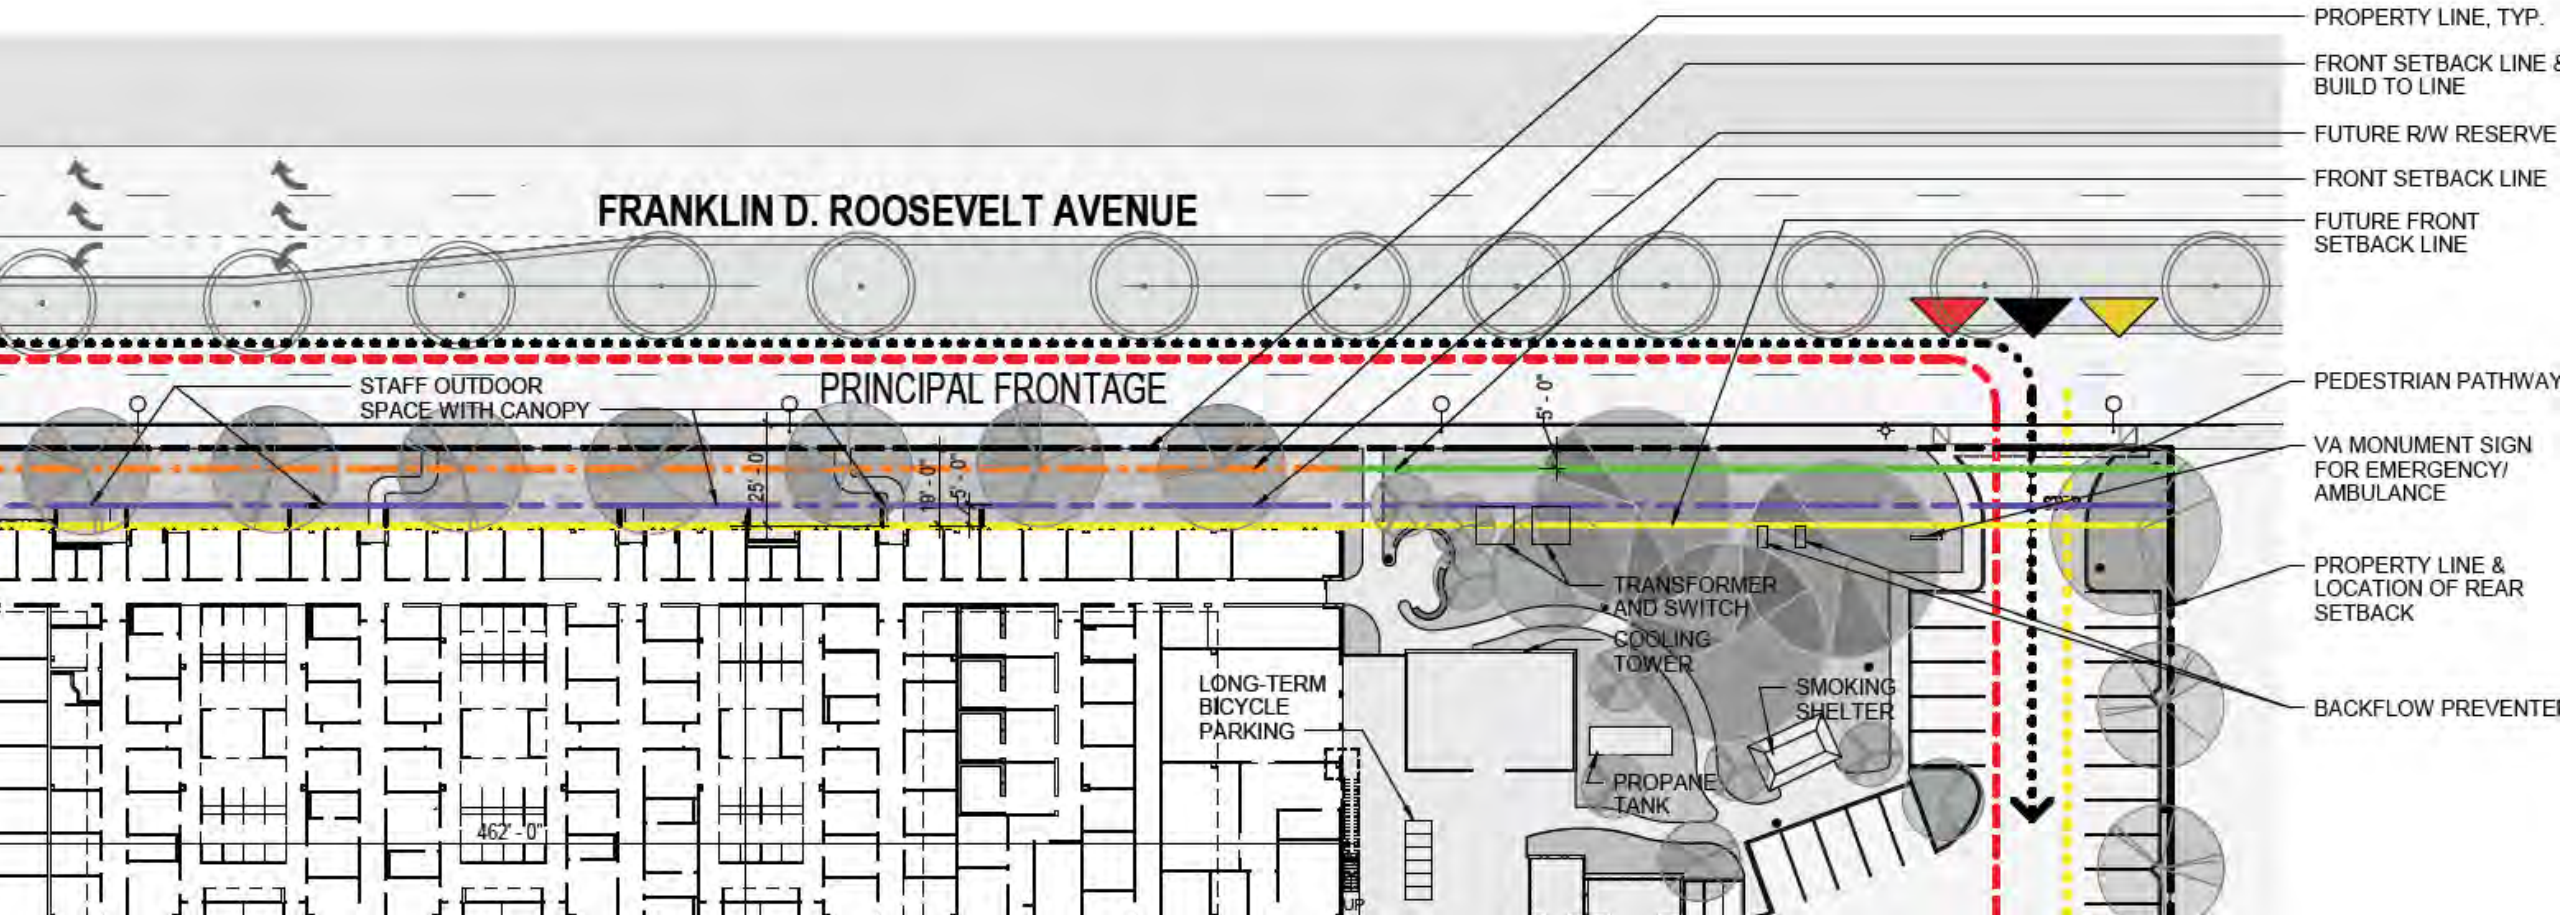 PROPERTY LINE, TYP.
FRONT SETBACK LINE &
BUILD TO LINE
FUTURE R/W RESERVE
FRONT SETBACK LINE
FUTURE FRONT
SETBACK LINE
FRANKLIN D. ROOSEVELT AVENUE
PRINCIPAL FRONTAGE
STAFF OUTDOOR
SPACE WITH CANOPY
5' - 0"
25' - 0"
19' - 0"
5' - 0"
PEDESTRIAN PATHWAY
VA MONUMENT SIGN
FOR EMERGENCY/
AMBULANCE
PROPERTY LINE &
LOCATION OF REAR
SETBACK
TRANSFORMER
AND SWITCH
COOLING
TOWER
LONG-TERM
BICYCLE
PARKING
SMOKING
SHELTER
BACKFLOW PREVENTER
PROPANE
TANK
462' - 0"
UP